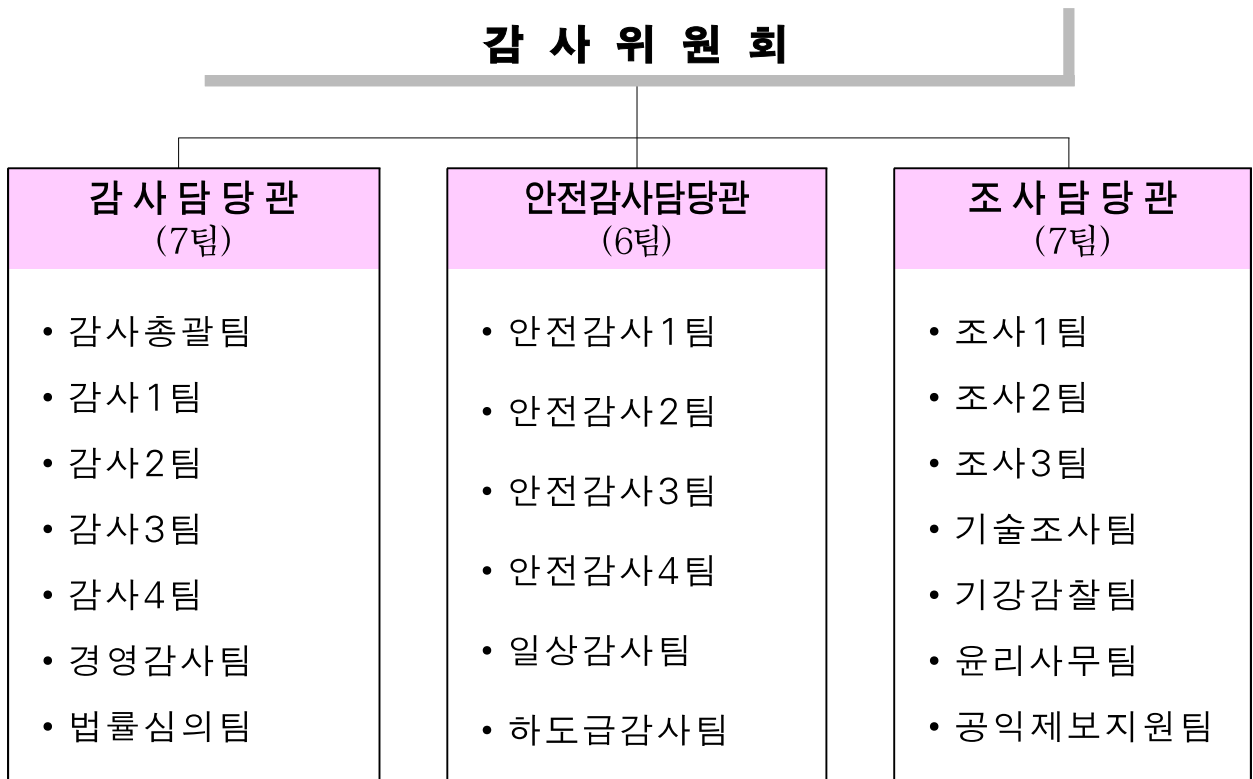 감 사 위 원 회
감 사 담 당 관
(7팀)
• 감사총괄팀
• 감사1팀
• 감사2팀
• 감사3팀
• 감사4팀
• 경영감사팀
• 법률심의팀
안전감사담당관
(6팀)
• 안전감사1팀
• 안전감사2팀
• 안전감사3팀
• 안전감사4팀
• 일상감사팀
• 하도급감사팀
조 사 담 당 관
(7팀)
• 조사1팀
• 조사2팀
• 조사3팀
• 기술조사팀
• 기강감찰팀
• 윤리사무팀
• 공익제보지원팀